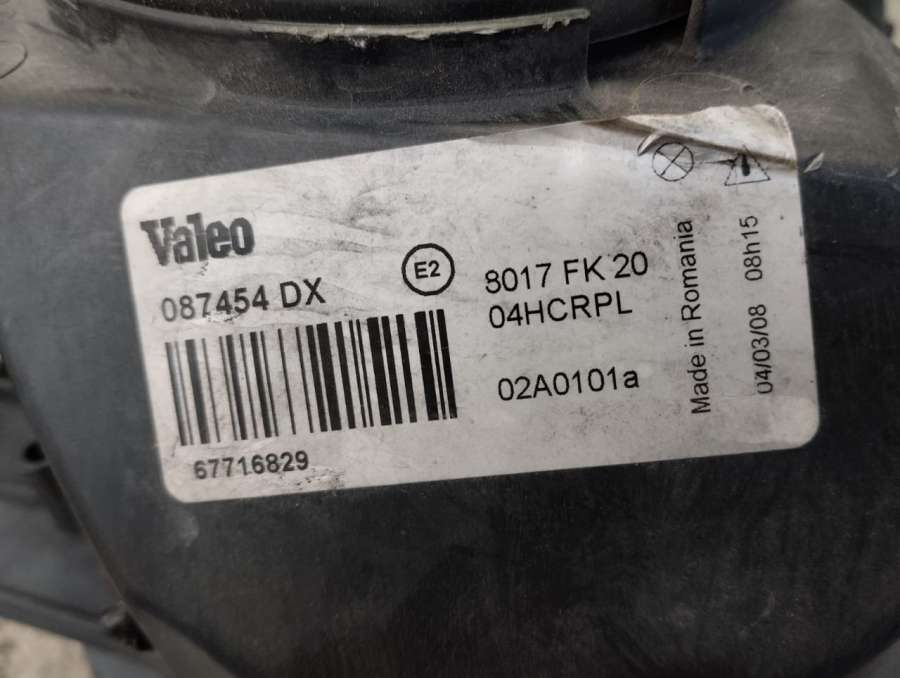 Valeo
087454 DX
E2
8017 FK 20
04HCRPL
02A0101a
67716829
Made in Romania
04/03/08 08h15